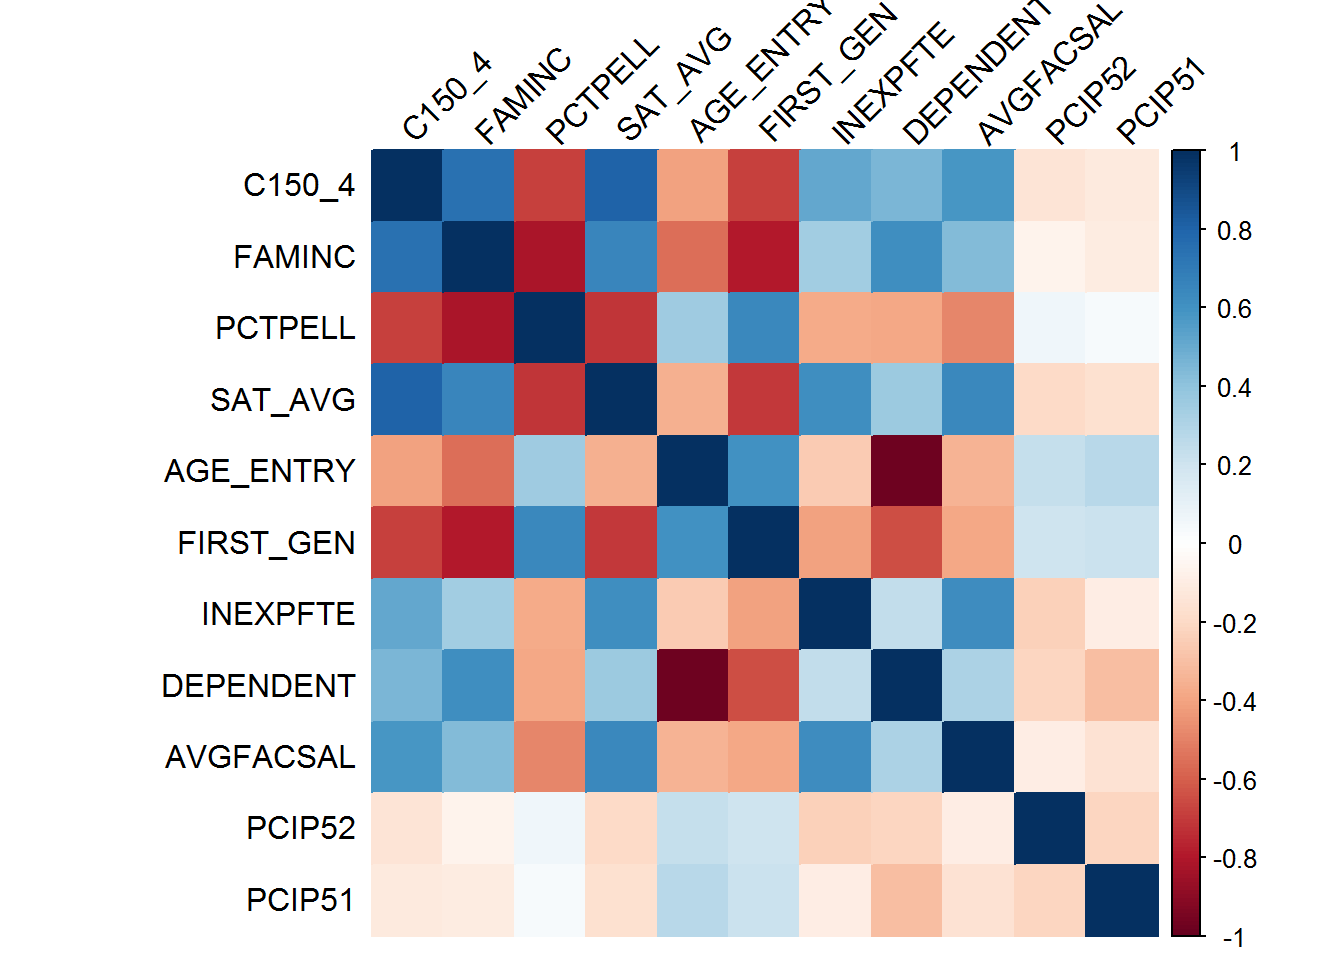 C150_4
FAMINC
PCTPELL
SAT_AVG
AGE_ENTRY
FIRST_GEN
INEXPFTE
DEPENDENT
AVGFACSAL
PCIP52
PCIP51
C150_4
FAMINC
PCTPELL
SAT_AVG
AGE_ENTRY
FIRST_GEN
INEXPFTE
DEPENDENT
AVGFACSAL
PCIP52
PCIP51
1
0.8
0.6
0.4
0.2
0
-0.2
-0.4
-0.6
-0.8
-1